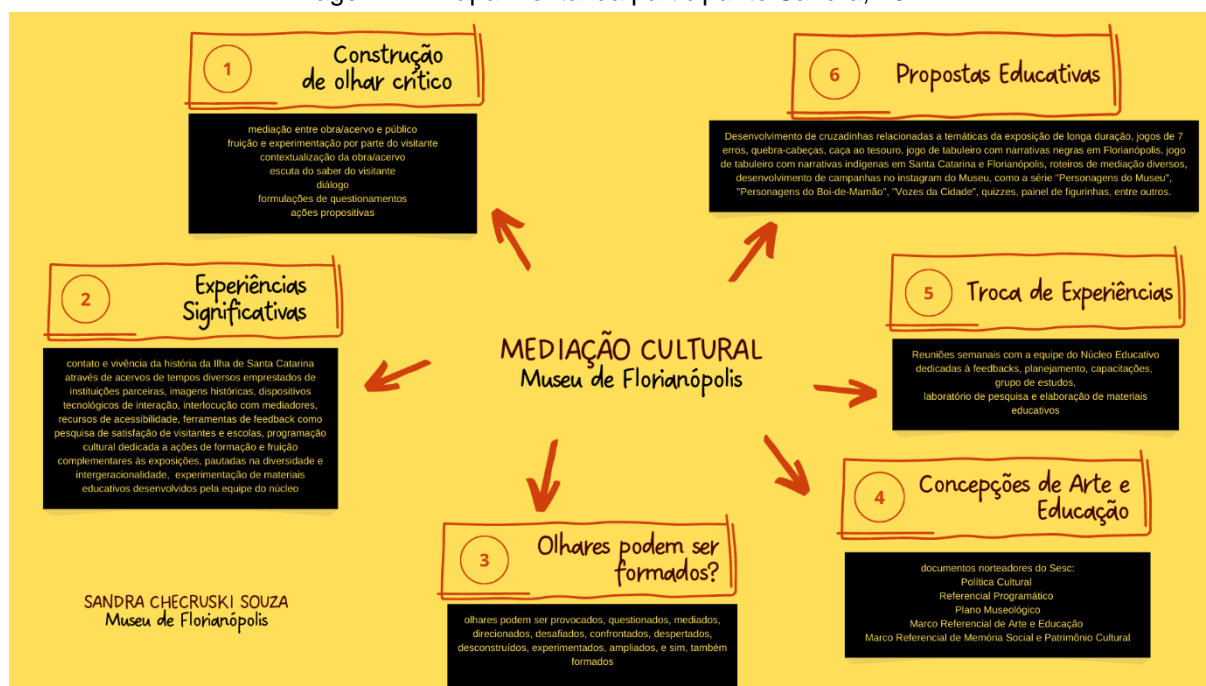 1
Construção
de olhar crítico
mediação entre obra/acervo e público
fruição e experimentação por parte do visitante
contextualização da obra/acervo
escuta do saber do visitante
diálogo
formulações de questionamentos
ações propositivas
2
Experiências
Significativas
contato e vivência da história da Ilha de Santa Catarina
através de acervos de tempos diversos emprestados de
instituições parceiras, imagens históricas, dispositivos
tecnológicos de interação, interlocução com mediadores,
recursos de acessibilidade, ferramentas de feedback como
pesquisa de satisfação de visitantes e escolas, programação
cultural dedicada a ações de formação e fruição
complementares às exposições, pautadas na diversidade e
intergeracionalidade, experimentação de materiais
educativos desenvolvidos pela equipe do núcleo
MEDIAÇÃO CULTURAL
Museu de Florianópolis
3
Olhares podem ser
formados?
olhares podem ser provocados, questionados, mediados,
direcionados, desafiados, confrontados, despertados,
desconstruídos, experimentados, ampliados, e sim, também
formados
4
Concepções de Arte e
Educação
documentos norteadores do Sesc:
Política Cultural
Referencial Programático
Plano Museológico
Marco Referencial de Arte e Educação
Marco Referencial de Memória Social e Patrimônio Cultural
5
Troca de Experiências
Reuniões semanais com a equipe do Núcleo Educativo
dedicadas à feedbacks, planejamento, capacitações,
grupo de estudos,
laboratório de pesquisa e elaboração de materiais
educativos
6
Propostas Educativas
Desenvolvimento de cruzadinhas relacionadas a temáticas da exposição de longa duração, jogos de 7
erros, quebra-cabeças, caça ao tesouro, jogo de tabuleiro com narrativas negras em Florianópolis, jogo
de tabuleiro com narrativas indígenas em Santa Catarina e Florianópolis, roteiros de mediação diversos,
desenvolvimento de campanhas no instagram do Museu, como a série "Personagens do Museu",
"Personagens do Boi-de-Mamão", "Vozes da Cidade", quizzes, painel de figurinhas, entre outros.
SANDRA CHECRUSKI SOUZA
Museu de Florianópolis